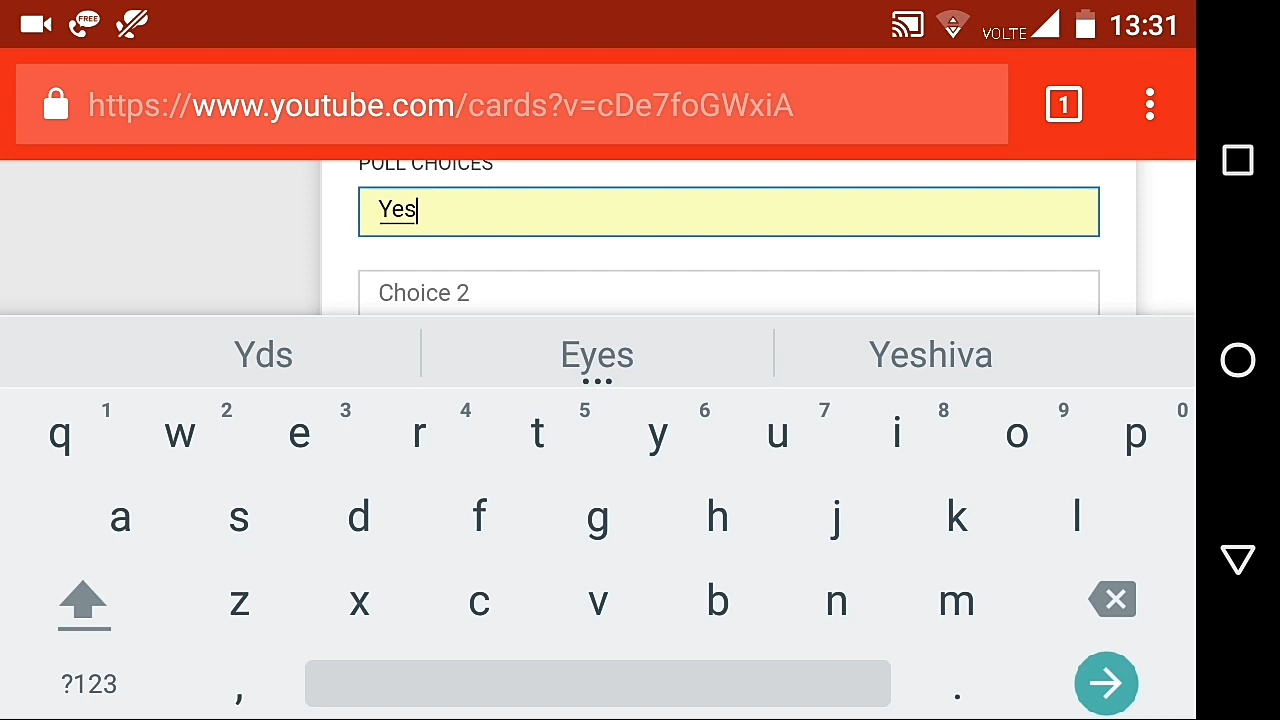 FREE VOLTE 13:31
https://www.youtube.com/cards?v=cDe7foGWxiA 1
POLL CHOICES
Yes
Choice 2
Yds Eyes Yeshiva
1 2 3 4 5 6 7 8 9 0
q w e r t y u i o p
a s d f g h j k l
z x c v b n m
?123 , .